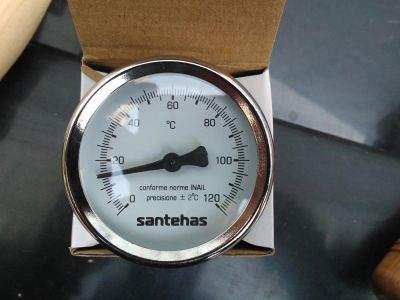 0 20 40 60 80 100 120
°C
conforme norme INAIL
precisione ± 2°C
santehas